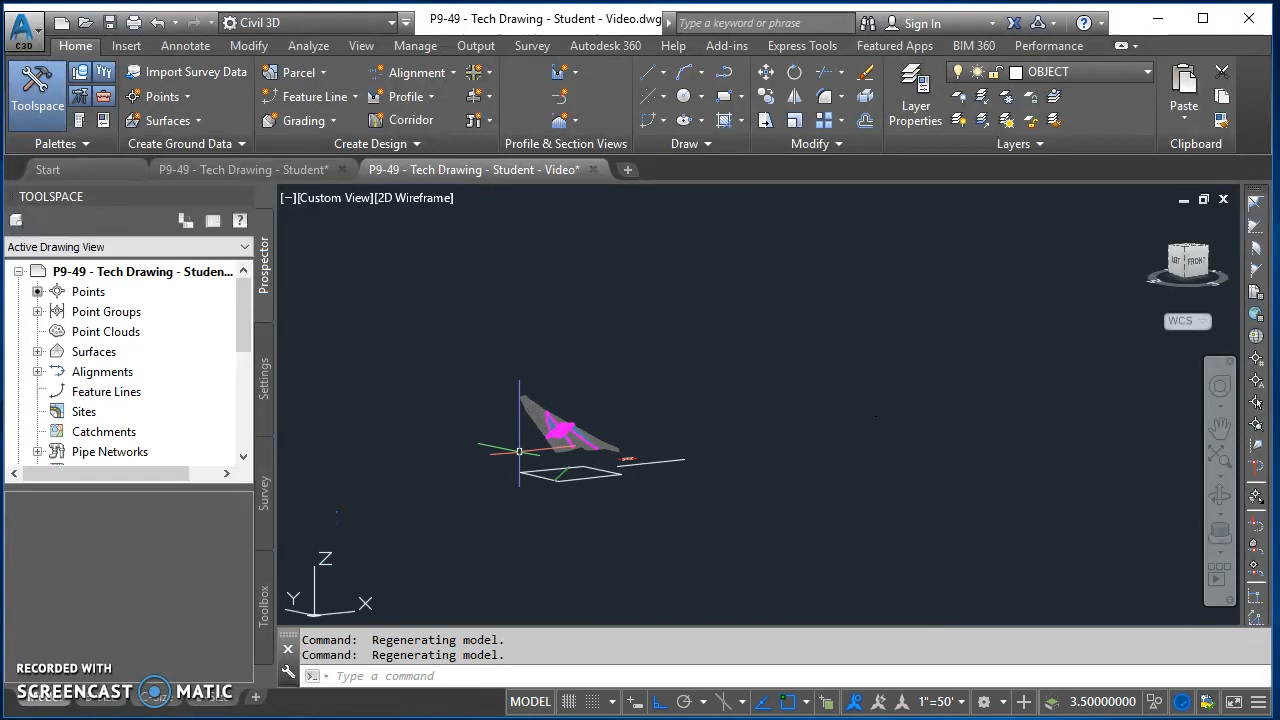 C3D
Civil 3D
P9-49 - Tech Drawing - Student - Video.dwg
Type a keyword or phrase
Sign In
Home Insert Annotate Modify Analyze View Manage Output Survey Autodesk 360 Help Add-ins Express Tools Featured Apps BIM 360 Performance
Toolspace
Import Survey Data
Points
Surfaces
Parcel
Feature Line
Grading
Alignment
Profile
Corridor
Layer Properties
OBJECT
Paste
Palettes Create Ground Data Create Design Profile & Section Views Draw Modify Layers Clipboard
Start P9-49 - Tech Drawing - Student* P9-49 - Tech Drawing - Student - Video*
TOOLSPACE
Active Drawing View
P9-49 - Tech Drawing - Studen...
Points
Point Groups
Point Clouds
Surfaces
Alignments
Feature Lines
Sites
Catchments
Pipe Networks
Prospector
Settings
Survey
Toolbox
[−][Custom View][2D Wireframe]
FRONT
WCS
Z
Y
X
Command: Regenerating model.
Command: Regenerating model.
Type a command
RECORDED WITH
SCREENCAST MATIC
MODEL
1"=50'
3.50000000